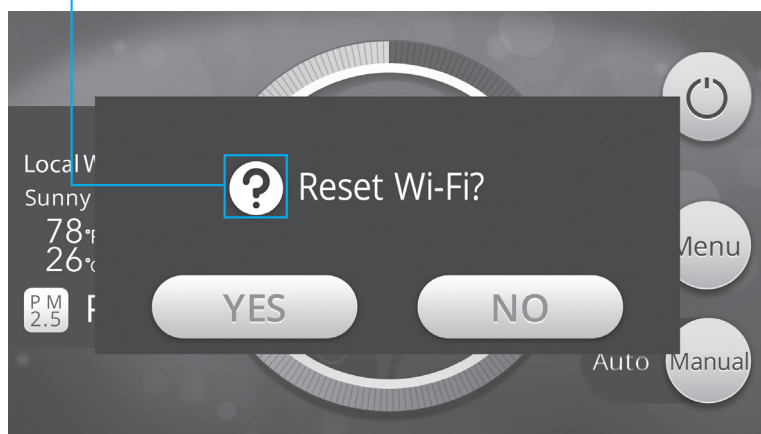 Local W
Sunny
78°F
26°C
PM
2.5
?
Reset Wi-Fi?
YES
NO
Menu
Auto
Manual